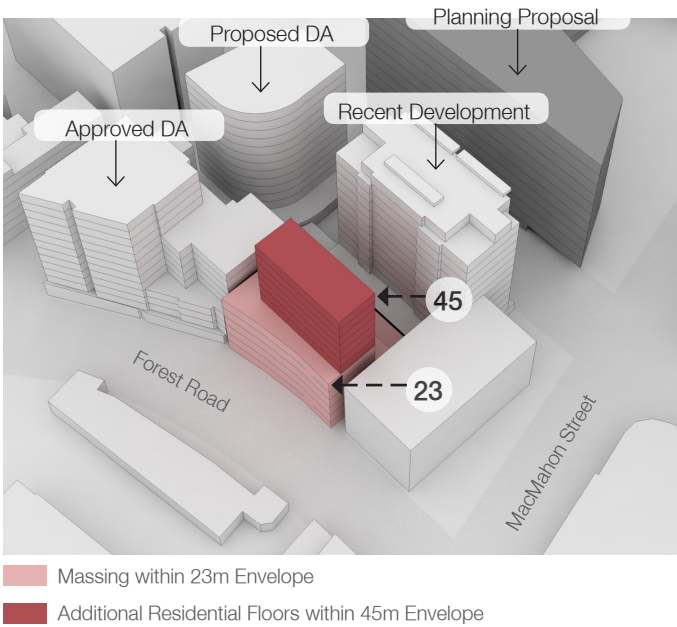 Planning Proposal
Proposed DA
Recent Development
Approved DA
45
23
Forest Road
MacMahon Street
Massing within 23m Envelope
Additional Residential Floors within 45m Envelope